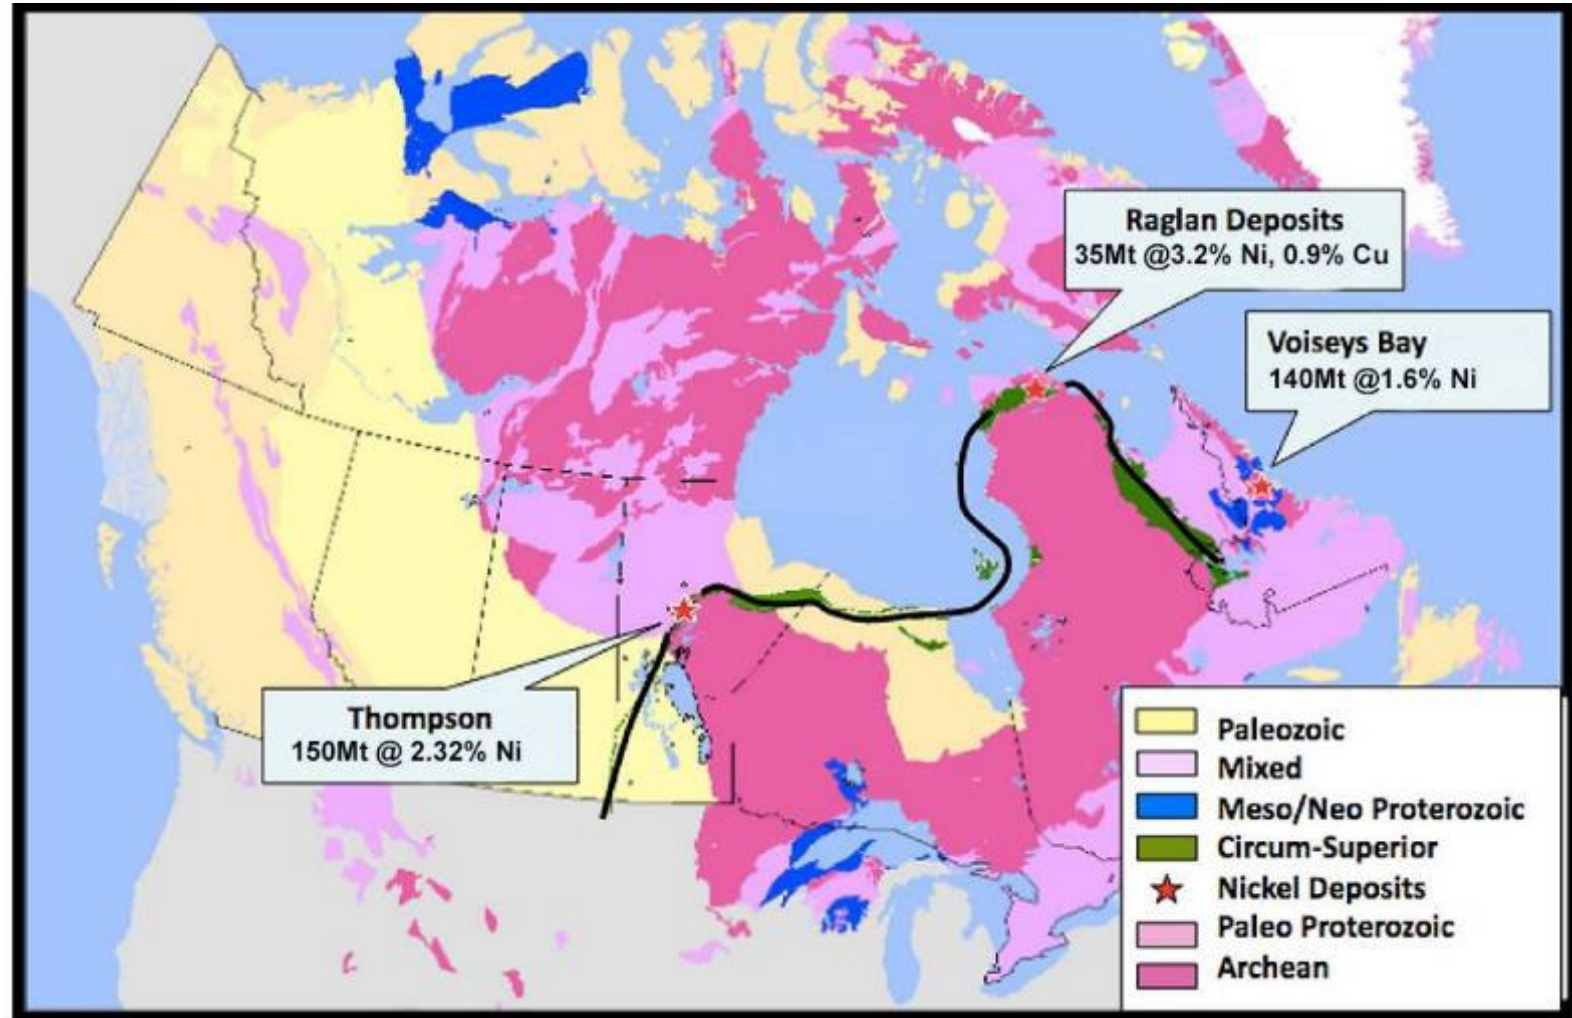 Raglan Deposits
35Mt @3.2% Ni, 0.9% Cu
Voiseys Bay
140Mt @1.6% Ni
Thompson
150Mt @ 2.32% Ni
Paleozoic
Mixed
Meso/Neo Proterozoic
Circum-Superior
Nickel Deposits
Paleo Proterozoic
Archean